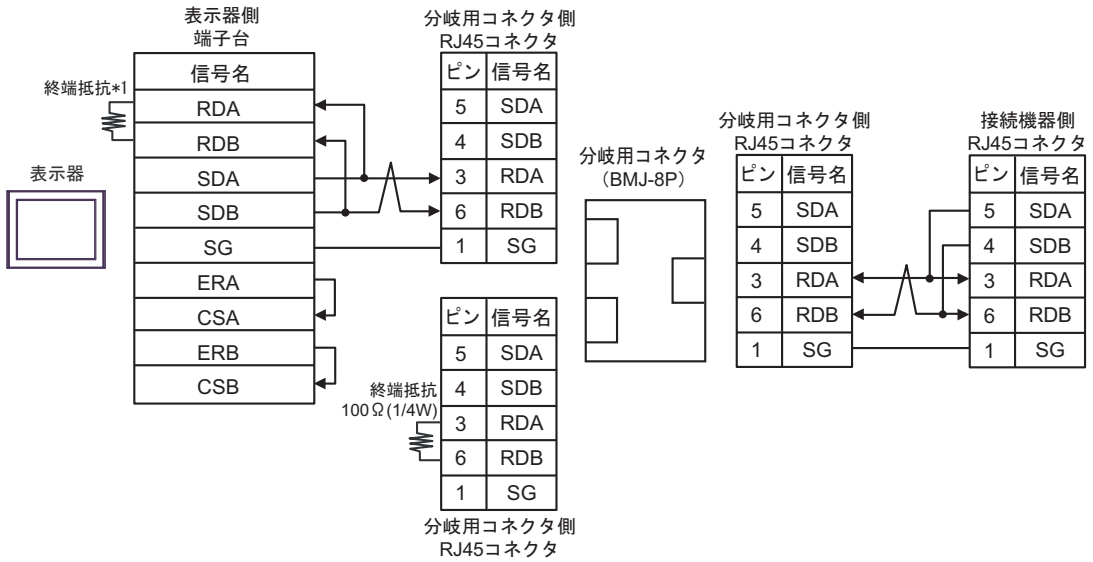 表示器側
端子台
信号名
終端抵抗*1
RDA
RDB
SDA
SDB
SG
ERA
CSA
ERB
CSB
表示器
分岐用コネクタ側
RJ45コネクタ
ピン 信号名
5 SDA
4 SDB
3 RDA
6 RDB
1 SG
ピン 信号名
5 SDA
4 SDB
3 RDA
6 RDB
1 SG
終端抵抗
100Ω(1/4W)
分岐用コネクタ側
RJ45コネクタ
分岐用コネクタ
(BMJ-8P)
分岐用コネクタ側
RJ45コネクタ
ピン 信号名
5 SDA
4 SDB
3 RDA
6 RDB
1 SG
接続機器側
RJ45コネクタ
ピン 信号名
5 SDA
4 SDB
3 RDA
6 RDB
1 SG